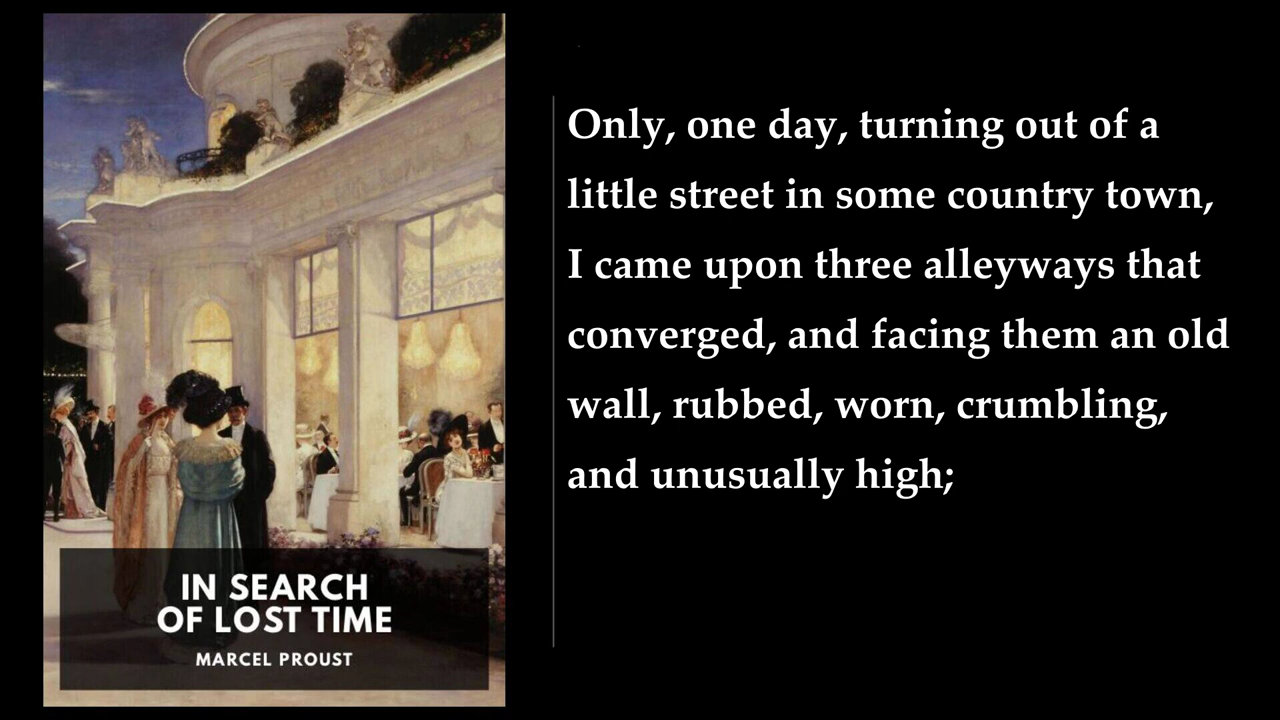 Only, one day, turning out of a
little street in some country town,
I came upon three alleyways that
converged, and facing them an old
wall, rubbed, worn, crumbling,
and unusually high;
IN SEARCH
OF LOST TIME
MARCEL PROUST